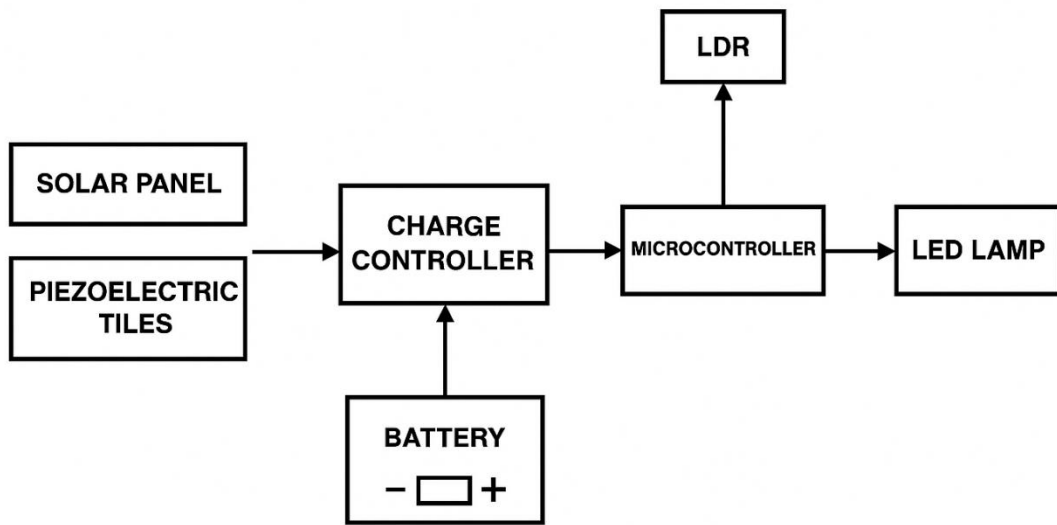 LDR
SOLAR PANEL
PIEZOELECTRIC
TILES
CHARGE
CONTROLLER
MICROCONTROLLER
LED LAMP
BATTERY
− +